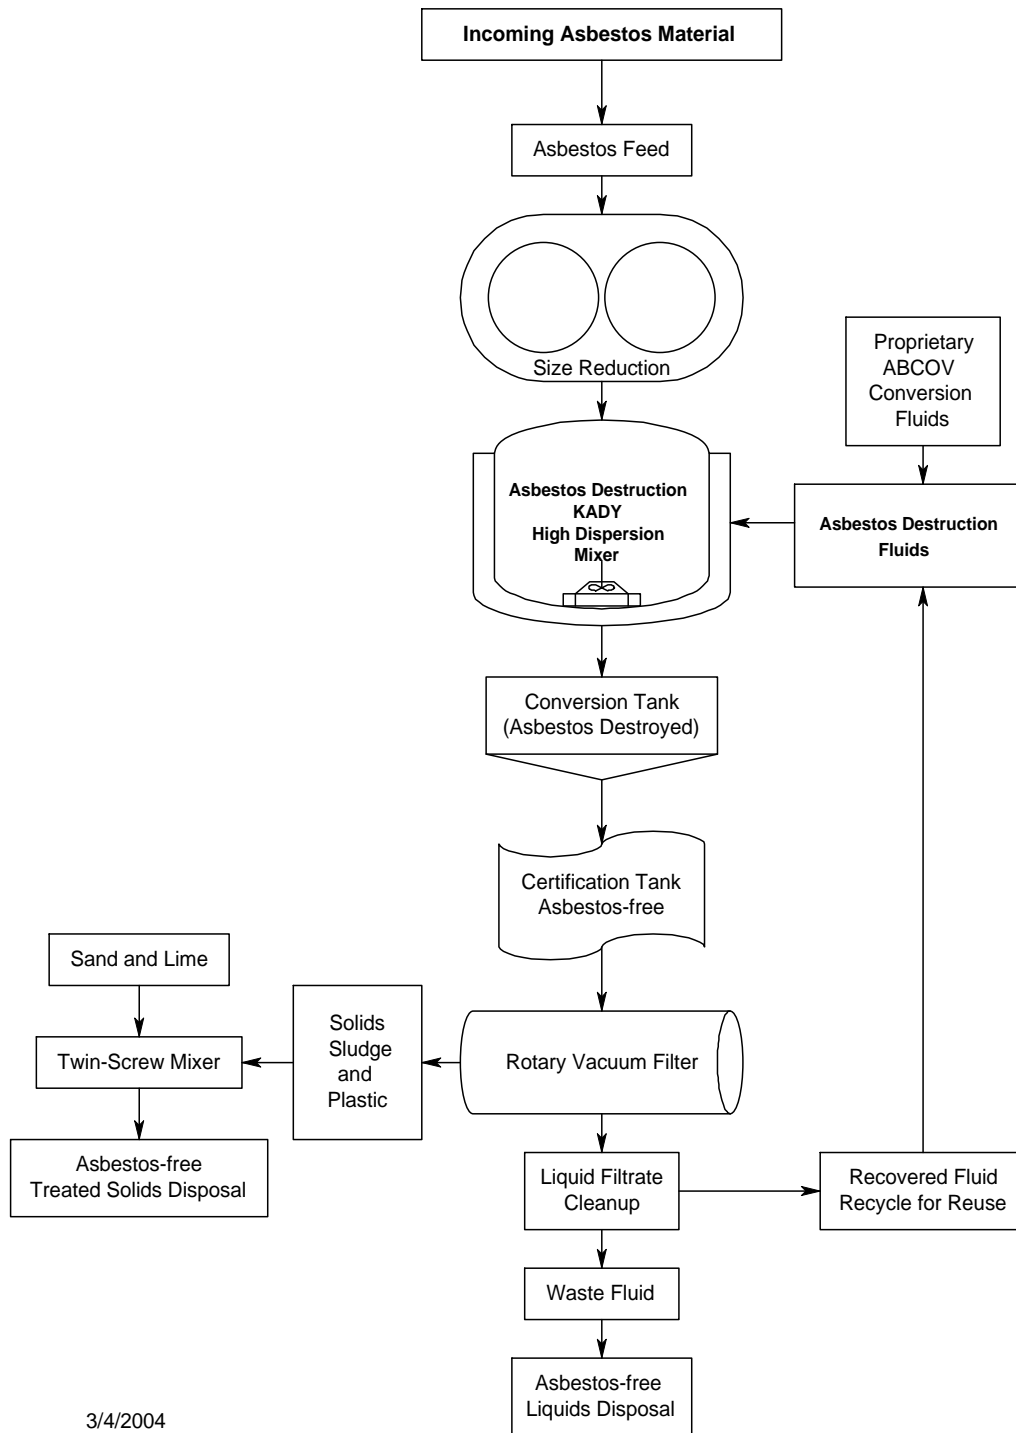 Incoming Asbestos Material
Asbestos Feed
Size Reduction
Proprietary
ABCOV
Conversion
Fluids
Asbestos Destruction
KADY
High Dispersion
Mixer
Asbestos Destruction
Fluids
Conversion Tank
(Asbestos Destroyed)
Certification Tank
Asbestos-free
Sand and Lime
Solids
Sludge
and
Plastic
Twin-Screw Mixer
Rotary Vacuum Filter
Asbestos-free
Treated Solids Disposal
Liquid Filtrate
Cleanup
Recovered Fluid
Recycle for Reuse
Waste Fluid
Asbestos-free
Liquids Disposal
3/4/2004